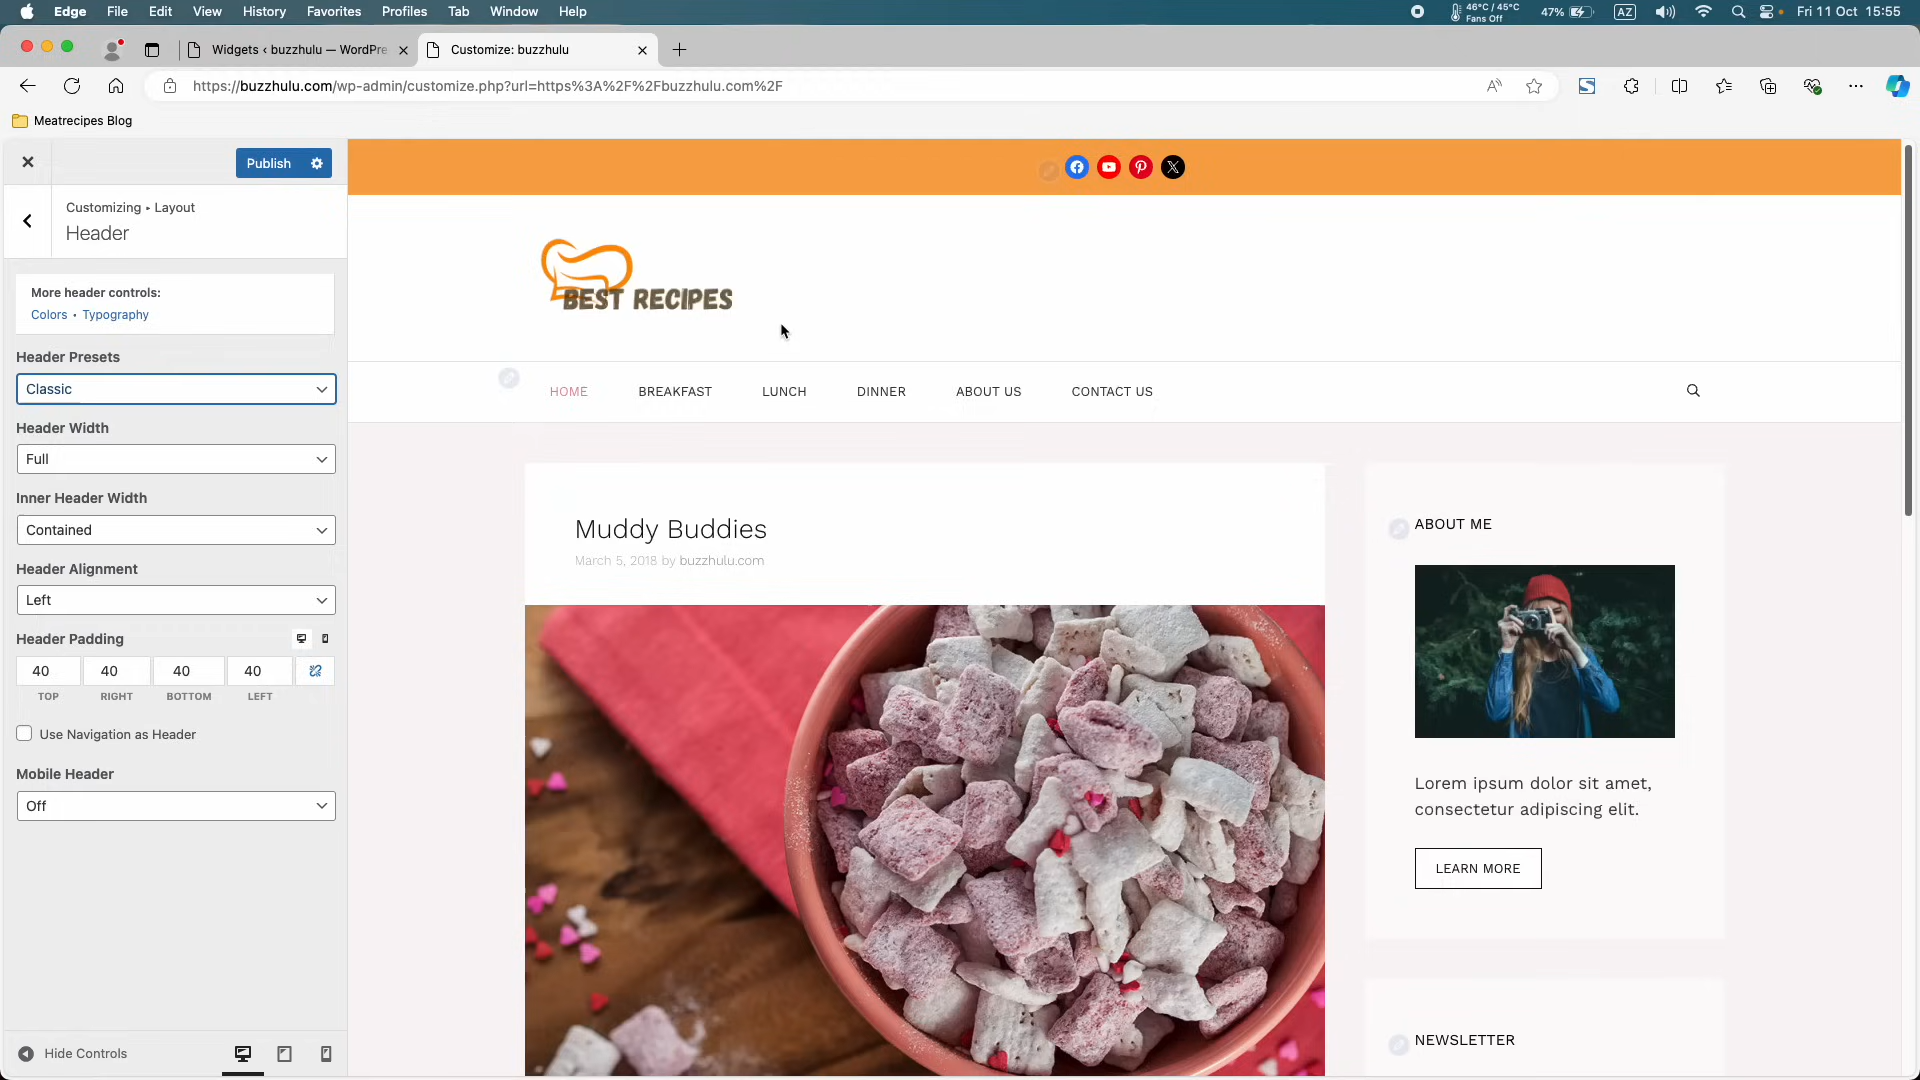 Edge File Edit View History Favorites Profiles Tab Window Help 46°C / 45°C Fans Off 47% AZ Fri 11 Oct 15:55
Widgets ‹ buzzhulu — WordPre Customize: buzzhulu
https://buzzhulu.com/wp-admin/customize.php?url=https%3A%2F%2Fbuzzhulu.com%2F
Meatrecipes Blog
Publish
Customizing ▸ Layout
Header
More header controls:
Colors • Typography
Header Presets
Classic
Header Width
Full
Inner Header Width
Contained
Header Alignment
Left
Header Padding
40 40 40 40
TOP RIGHT BOTTOM LEFT
Use Navigation as Header
Mobile Header
Off
Hide Controls
BEST RECIPES
HOME BREAKFAST LUNCH DINNER ABOUT US CONTACT US
Muddy Buddies
March 5, 2018 by buzzhulu.com
ABOUT ME
Lorem ipsum dolor sit amet,
consectetur adipiscing elit.
LEARN MORE
NEWSLETTER